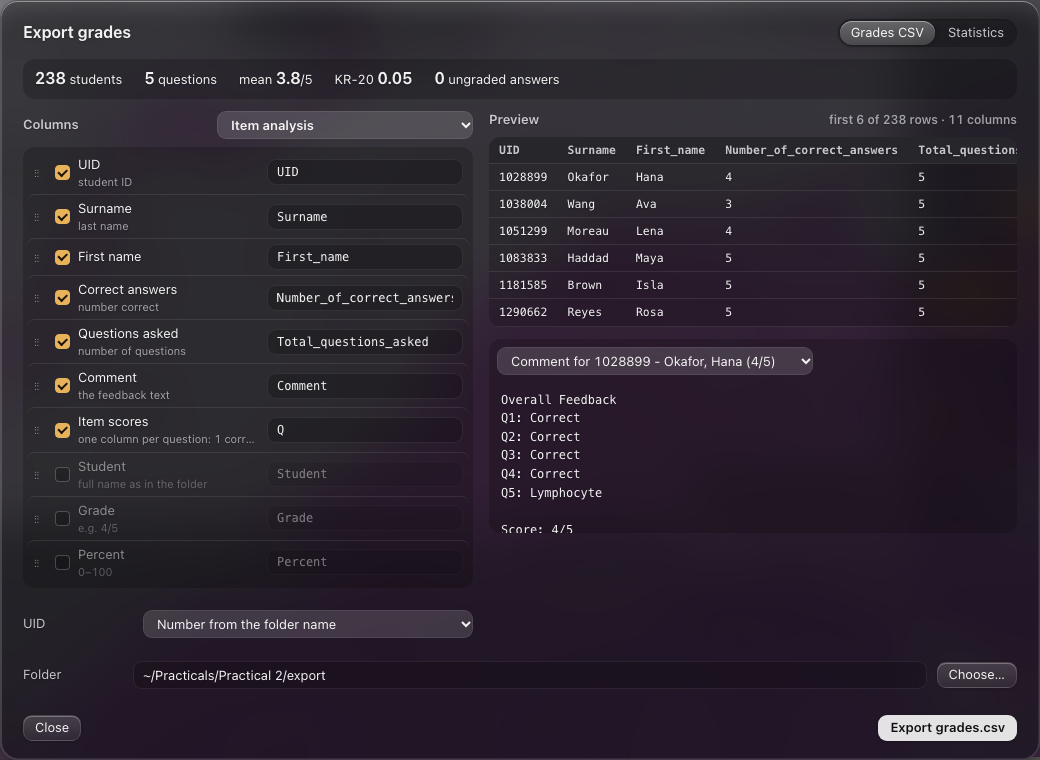 Export grades
Grades CSV Statistics
238 students 5 questions mean 3.8/5 KR-20 0.05 0 ungraded answers
Columns Item analysis
UID
student ID
UID
Surname
last name
Surname
First name
First_name
Correct answers
number correct
Number_of_correct_answers
Questions asked
number of questions
Total_questions_asked
Comment
the feedback text
Comment
Item scores
one column per question: 1 corr...
Q
Student
full name as in the folder
Student
Grade
e.g. 4/5
Grade
Percent
0–100
Percent
UID Number from the folder name
Preview first 6 of 238 rows · 11 columns
UID Surname First_name Number_of_correct_answers Total_questions
1028899 Okafor Hana 4 5
1038004 Wang Ava 3 5
1051299 Moreau Lena 4 5
1083833 Haddad Maya 5 5
1181585 Brown Isla 5 5
1290662 Reyes Rosa 5 5
Comment for 1028899 - Okafor, Hana (4/5)
Overall Feedback
Q1: Correct
Q2: Correct
Q3: Correct
Q4: Correct
Q5: Lymphocyte
Score: 4/5
Folder ~/Practicals/Practical 2/export Choose...
Close Export grades.csv